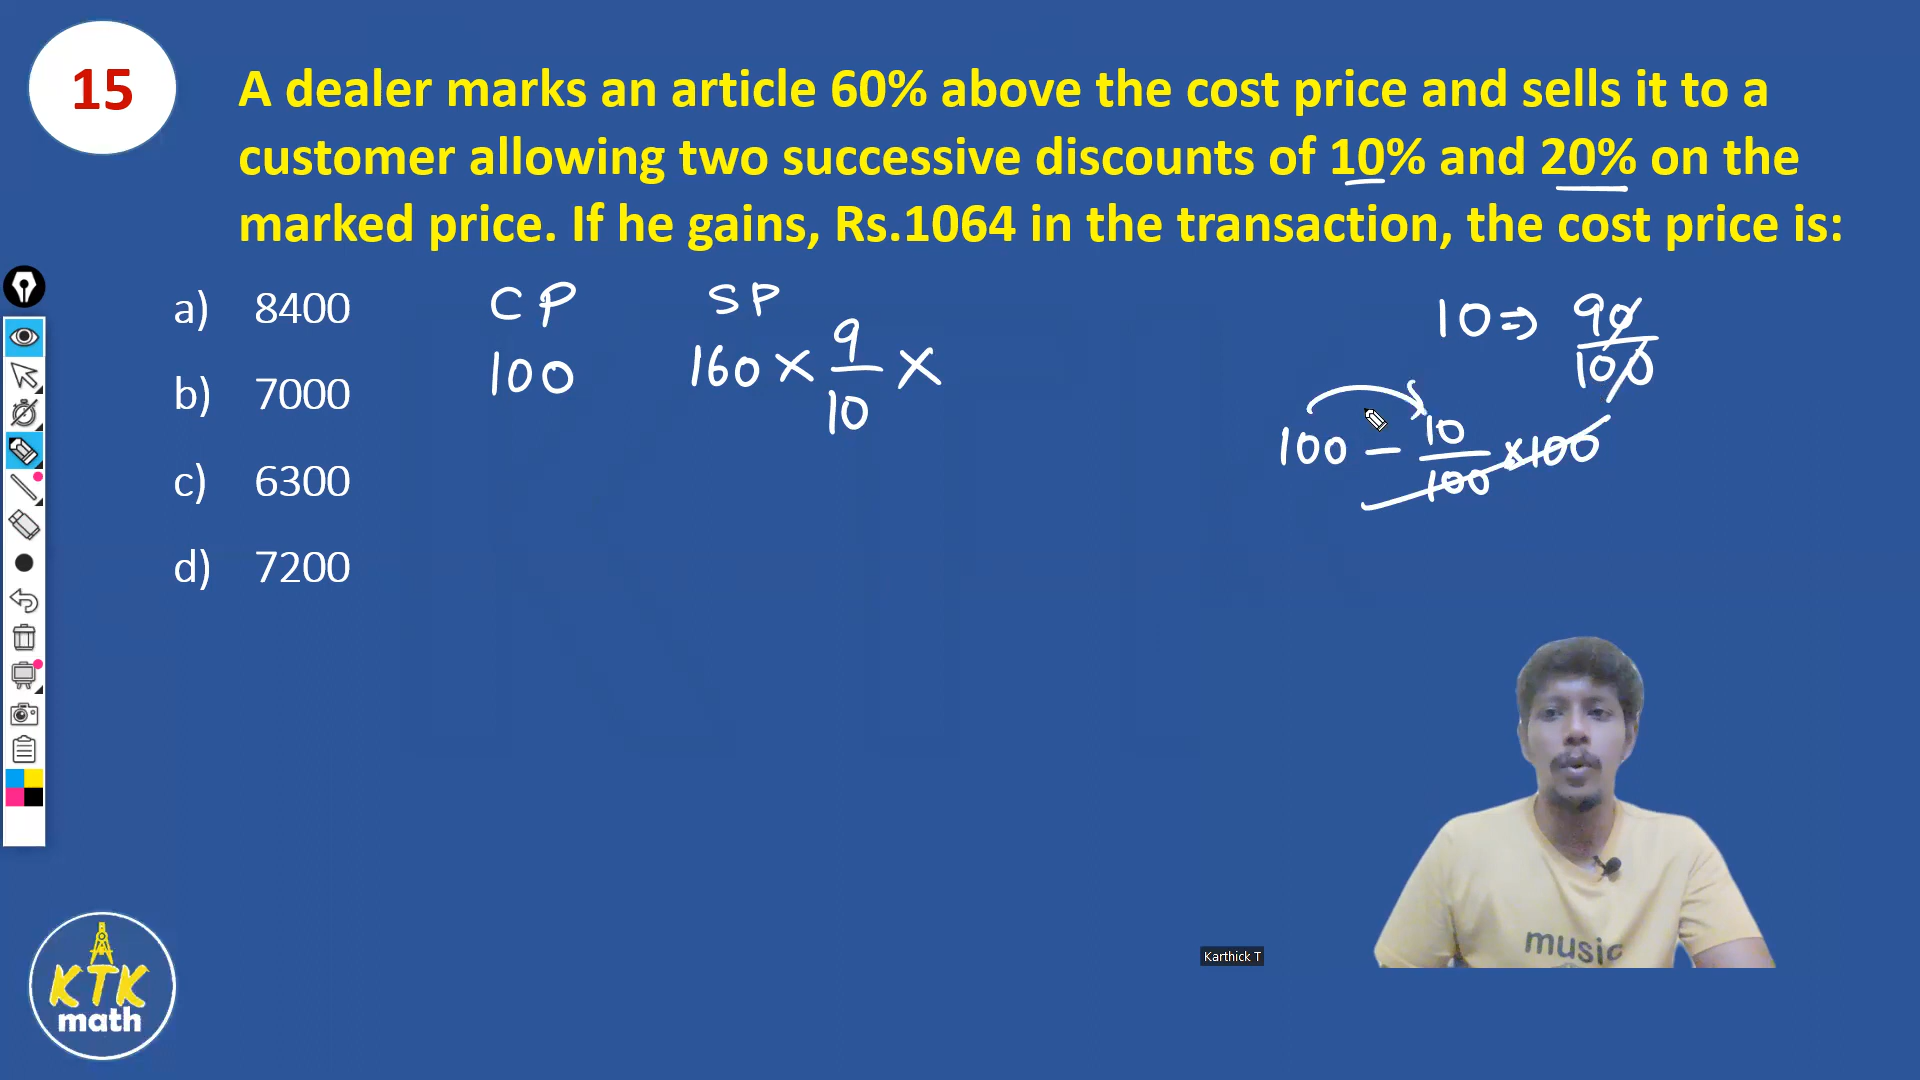 15
A dealer marks an article 60% above the cost price and sells it to a
customer allowing two successive discounts of 10% and 20% on the
marked price. If he gains, Rs.1064 in the transaction, the cost price is:
a) 8400
b) 7000
c) 6300
d) 7200
CP SP
100 160 × 9/10 ×
10 ⇒ 90/100
100 − 10/100 × 100
music
Karthick T
KTK
math